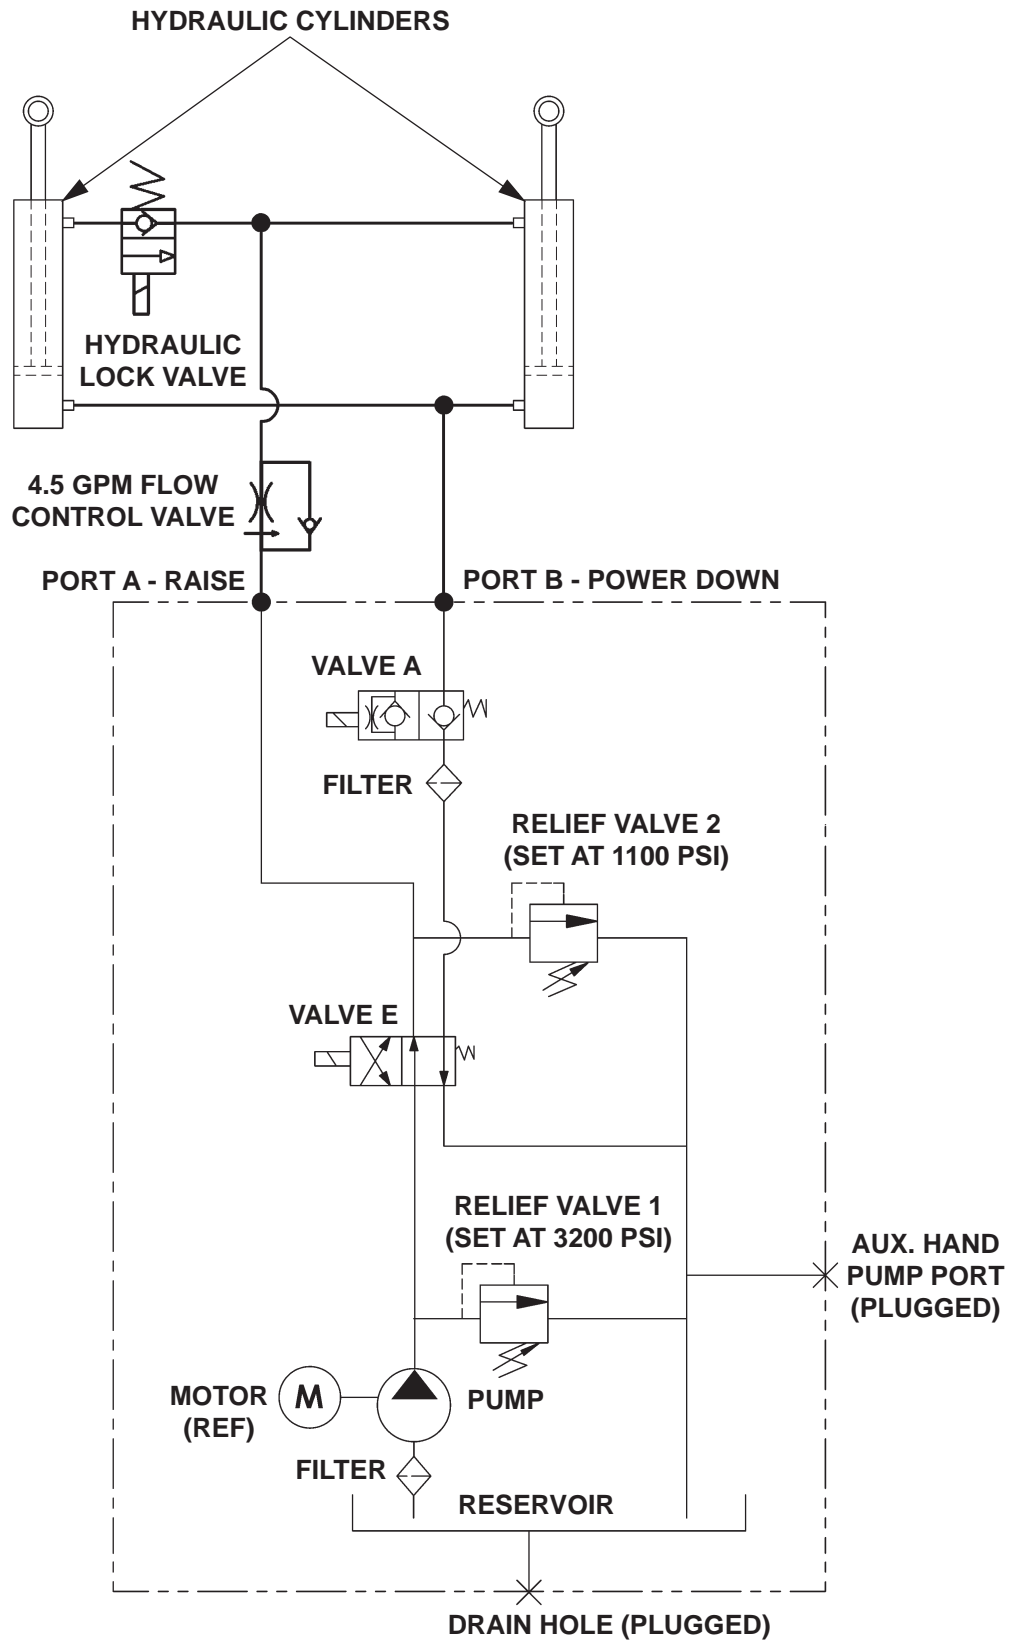 HYDRAULIC CYLINDERS
HYDRAULIC
LOCK VALVE
4.5 GPM FLOW
CONTROL VALVE
PORT A - RAISE
PORT B - POWER DOWN
VALVE A
FILTER
RELIEF VALVE 2
(SET AT 1100 PSI)
VALVE E
RELIEF VALVE 1
(SET AT 3200 PSI)
AUX. HAND
PUMP PORT
(PLUGGED)
MOTOR
(REF)
M
PUMP
FILTER
RESERVOIR
DRAIN HOLE (PLUGGED)